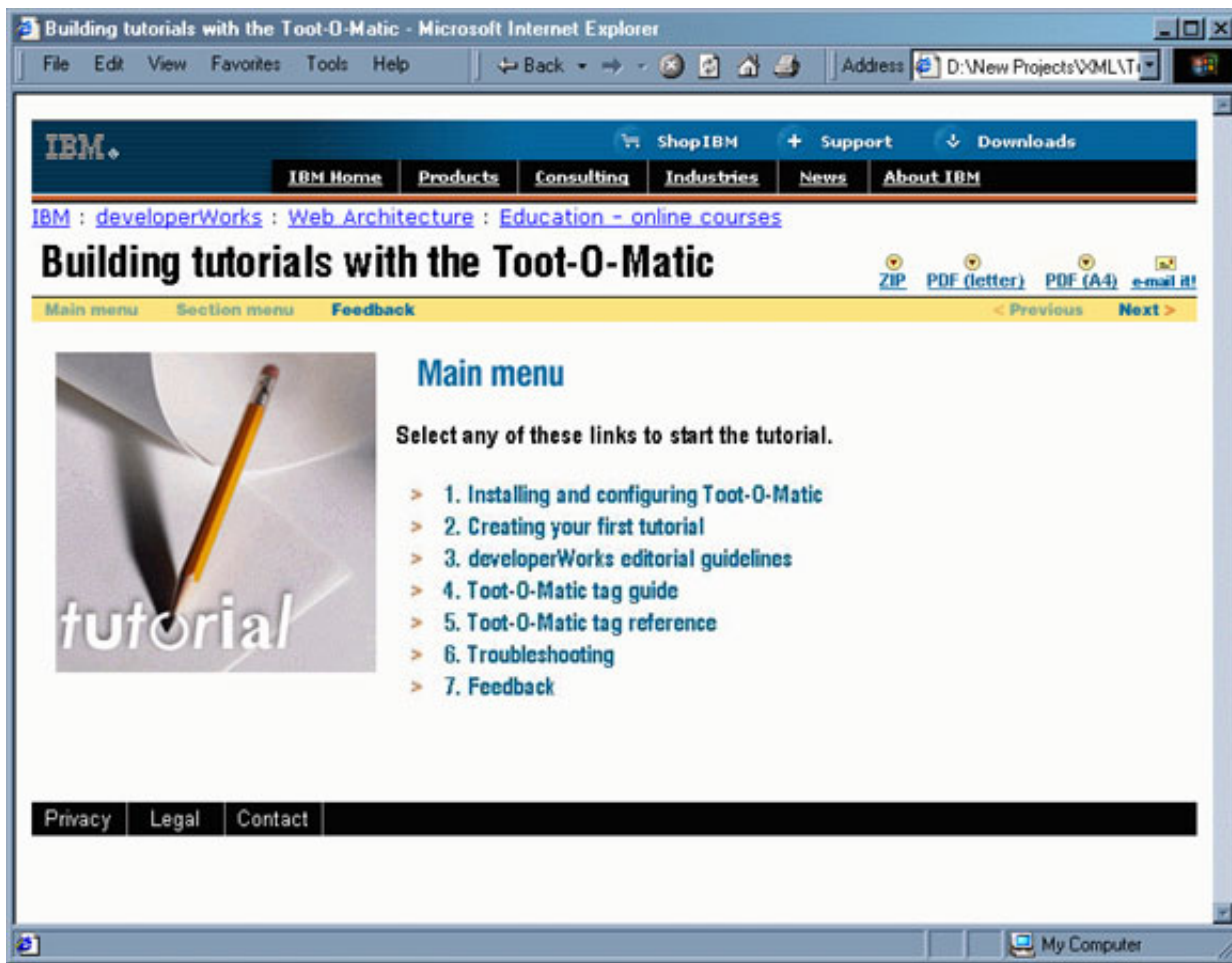 Building tutorials with the Toot-O-Matic - Microsoft Internet Explorer
File Edit View Favorites Tools Help Back Address D:\New Projects\XML\T
IBM ShopIBM Support Downloads
IBM Home Products Consulting Industries News About IBM
IBM : developerWorks : Web Architecture : Education - online courses
Building tutorials with the Toot-O-Matic
ZIP PDF (letter) PDF (A4) e-mail it!
Main menu Section menu Feedback < Previous Next >
Main menu
Select any of these links to start the tutorial.
> 1. Installing and configuring Toot-O-Matic
> 2. Creating your first tutorial
> 3. developerWorks editorial guidelines
> 4. Toot-O-Matic tag guide
> 5. Toot-O-Matic tag reference
> 6. Troubleshooting
> 7. Feedback
tutorial
Privacy Legal Contact
My Computer